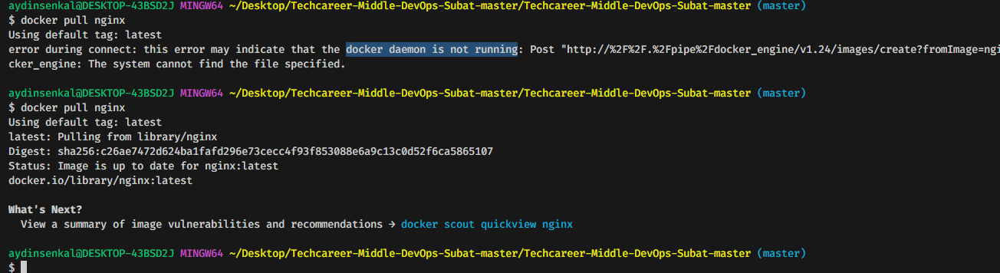 aydinsenkal@DESKTOP-43BSD2J MINGW64 ~/Desktop/Techcareer-Middle-DevOps-Subat-master/Techcareer-Middle-DevOps-Subat-master (master)
$ docker pull nginx
Using default tag: latest
error during connect: this error may indicate that the docker daemon is not running: Post "http://%2F%2F.%2Fpipe%2Fdocker_engine/v1.24/images/create?fromImage=ngi
cker_engine: The system cannot find the file specified.
aydinsenkal@DESKTOP-43BSD2J MINGW64 ~/Desktop/Techcareer-Middle-DevOps-Subat-master/Techcareer-Middle-DevOps-Subat-master (master)
$ docker pull nginx
Using default tag: latest
latest: Pulling from library/nginx
Digest: sha256:c26ae7472d624ba1fafd296e73cecc4f93f853088e6a9c13c0d52f6ca5865107
Status: Image is up to date for nginx:latest
docker.io/library/nginx:latest
What's Next?
View a summary of image vulnerabilities and recommendations → docker scout quickview nginx
aydinsenkal@DESKTOP-43BSD2J MINGW64 ~/Desktop/Techcareer-Middle-DevOps-Subat-master/Techcareer-Middle-DevOps-Subat-master (master)
$